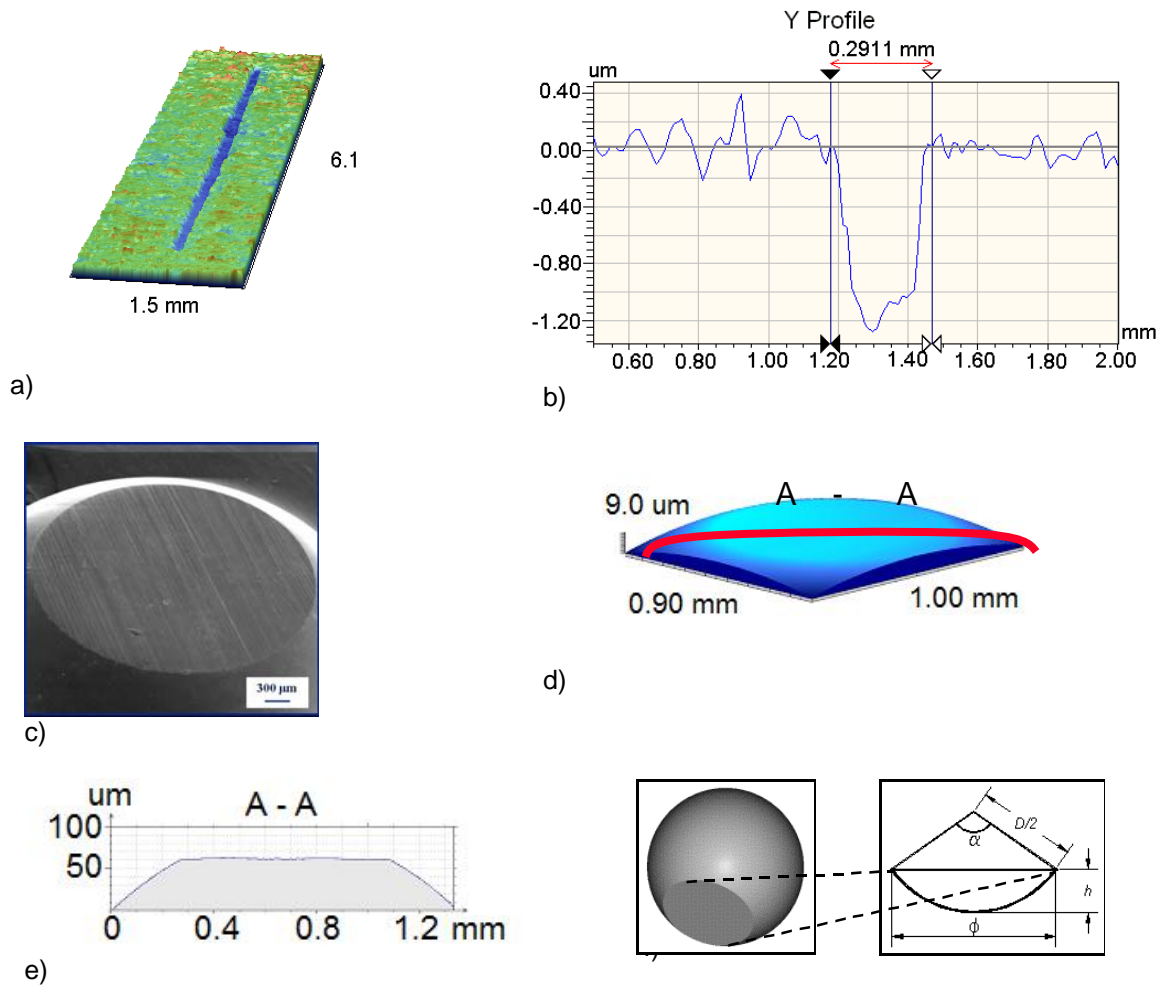 6.1
1.5 mm
a)
Y Profile
0.2911 mm
um
0.40
0.00
-0.40
-0.80
-1.20
mm
0.60 0.80 1.00 1.20 1.40 1.60 1.80 2.00
b)
300 µm
c)
9.0 um
A - A
0.90 mm
1.00 mm
d)
um
A - A
100
50
0 0.4 0.8 1.2 mm
e)
D/2
α
h
ϕ